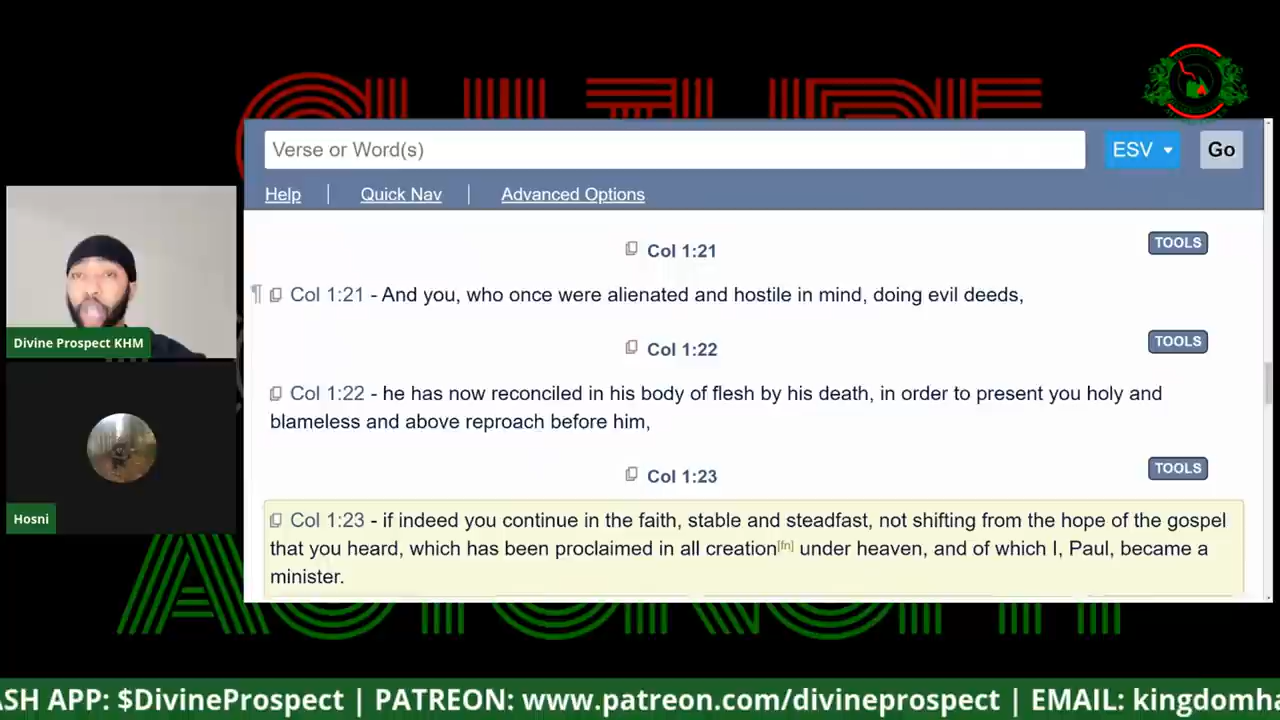 Verse or Word(s)
ESV
Go
Help | Quick Nav | Advanced Options
Col 1:21
TOOLS
Col 1:21 - And you, who once were alienated and hostile in mind, doing evil deeds,
Col 1:22
TOOLS
Col 1:22 - he has now reconciled in his body of flesh by his death, in order to present you holy and
blameless and above reproach before him,
Col 1:23
TOOLS
Col 1:23 - if indeed you continue in the faith, stable and steadfast, not shifting from the hope of the gospel
that you heard, which has been proclaimed in all creation[fn] under heaven, and of which I, Paul, became a
minister.
Divine Prospect KHM
Hosni
ASH APP: $DivineProspect | PATREON: www.patreon.com/divineprospect | EMAIL: kingdomha